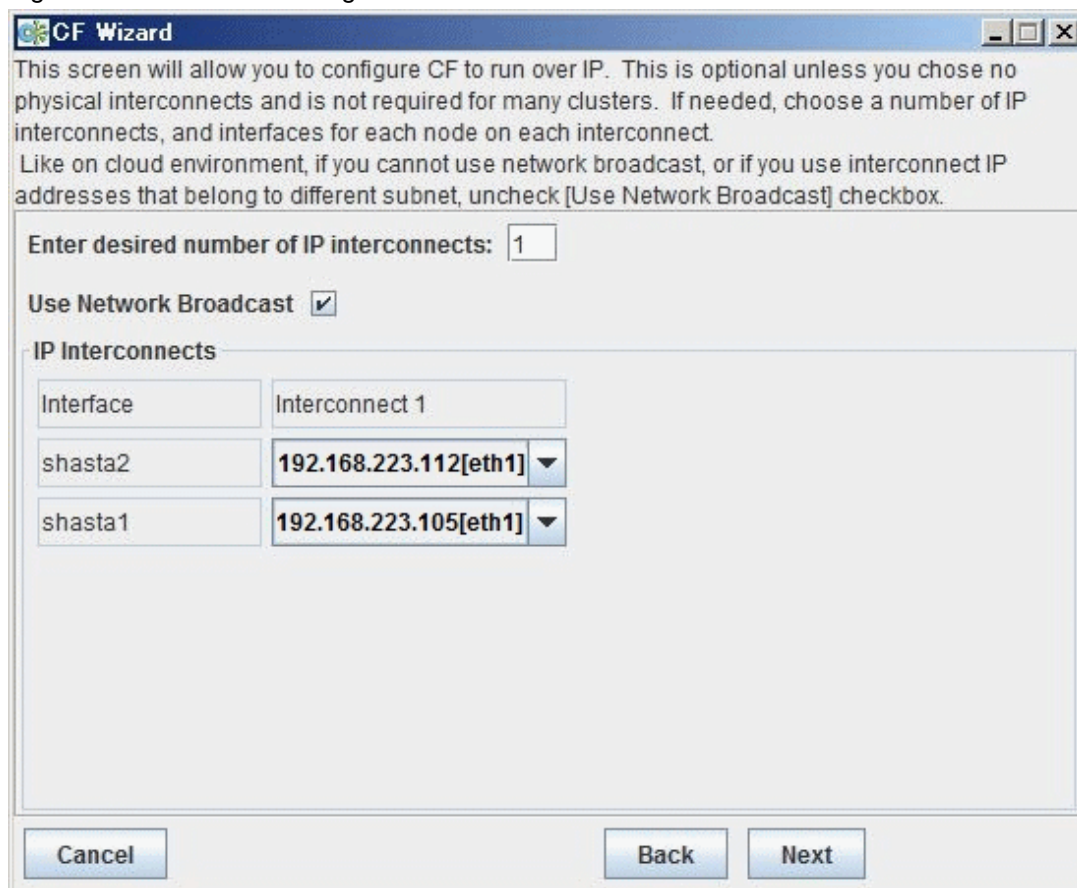 CF Wizard
This screen will allow you to configure CF to run over IP. This is optional unless you chose no
physical interconnects and is not required for many clusters. If needed, choose a number of IP
interconnects, and interfaces for each node on each interconnect.
Like on cloud environment, if you cannot use network broadcast, or if you use interconnect IP
addresses that belong to different subnet, uncheck [Use Network Broadcast] checkbox.
Enter desired number of IP interconnects: 1
Use Network Broadcast
IP Interconnects
Interface Interconnect 1
shasta2 192.168.223.112[eth1]
shasta1 192.168.223.105[eth1]
Cancel Back Next